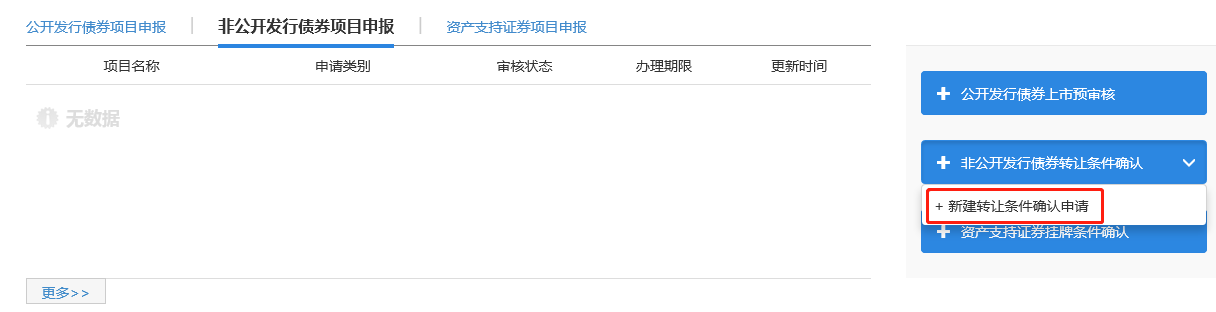 公开发行债券项目申报 | 非公开发行债券项目申报 | 资产支持证券项目申报
项目名称 申请类别 审核状态 办理期限 更新时间
无数据
更多>>
公开发行债券上市预审核
非公开发行债券转让条件确认
+ 新建转让条件确认申请
资产支持证券挂牌条件确认